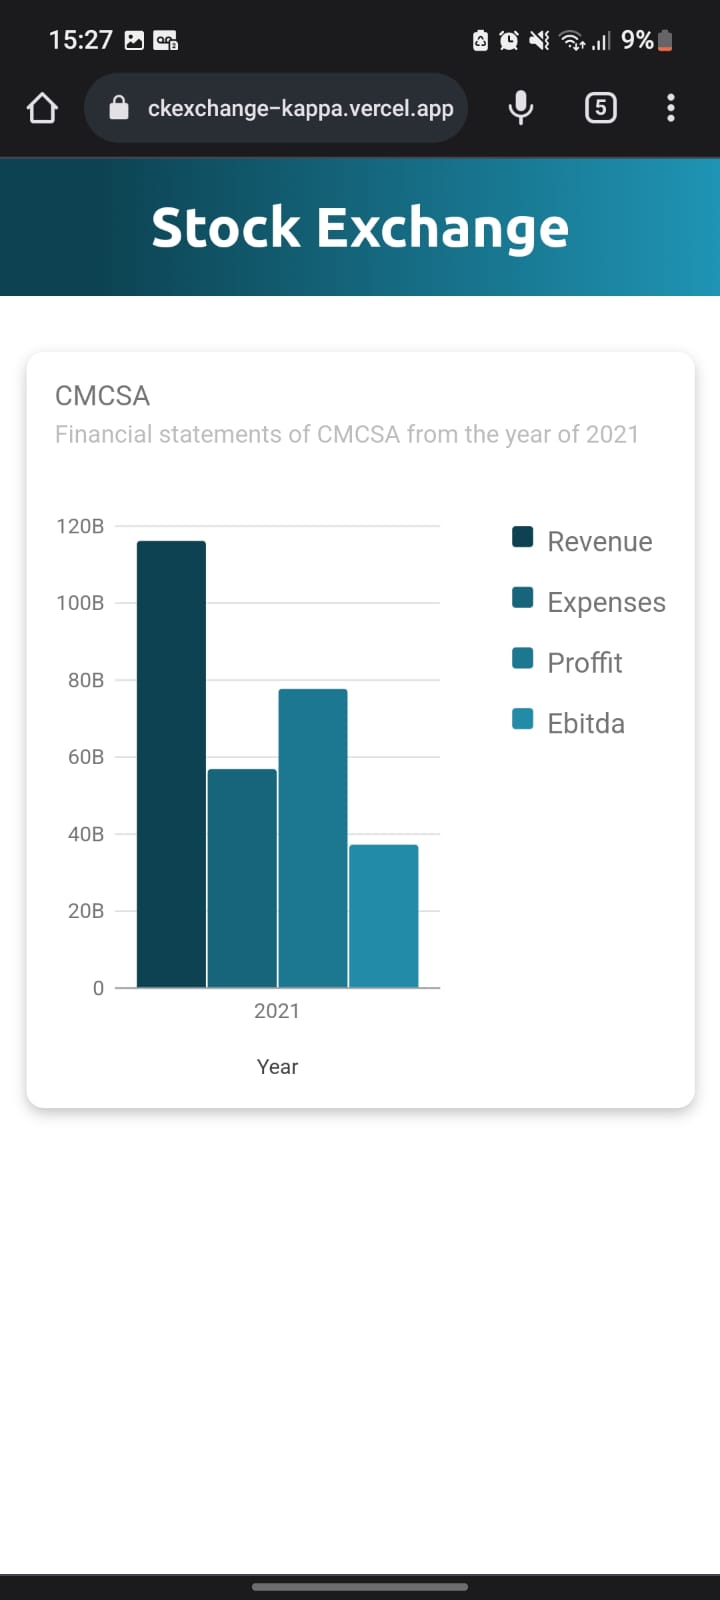 15:27
9%
ckexchange-kappa.vercel.app
5
Stock Exchange
CMCSA
Financial statements of CMCSA from the year of 2021
120B
100B
80B
60B
40B
20B
0
2021
Year
Revenue
Expenses
Proffit
Ebitda